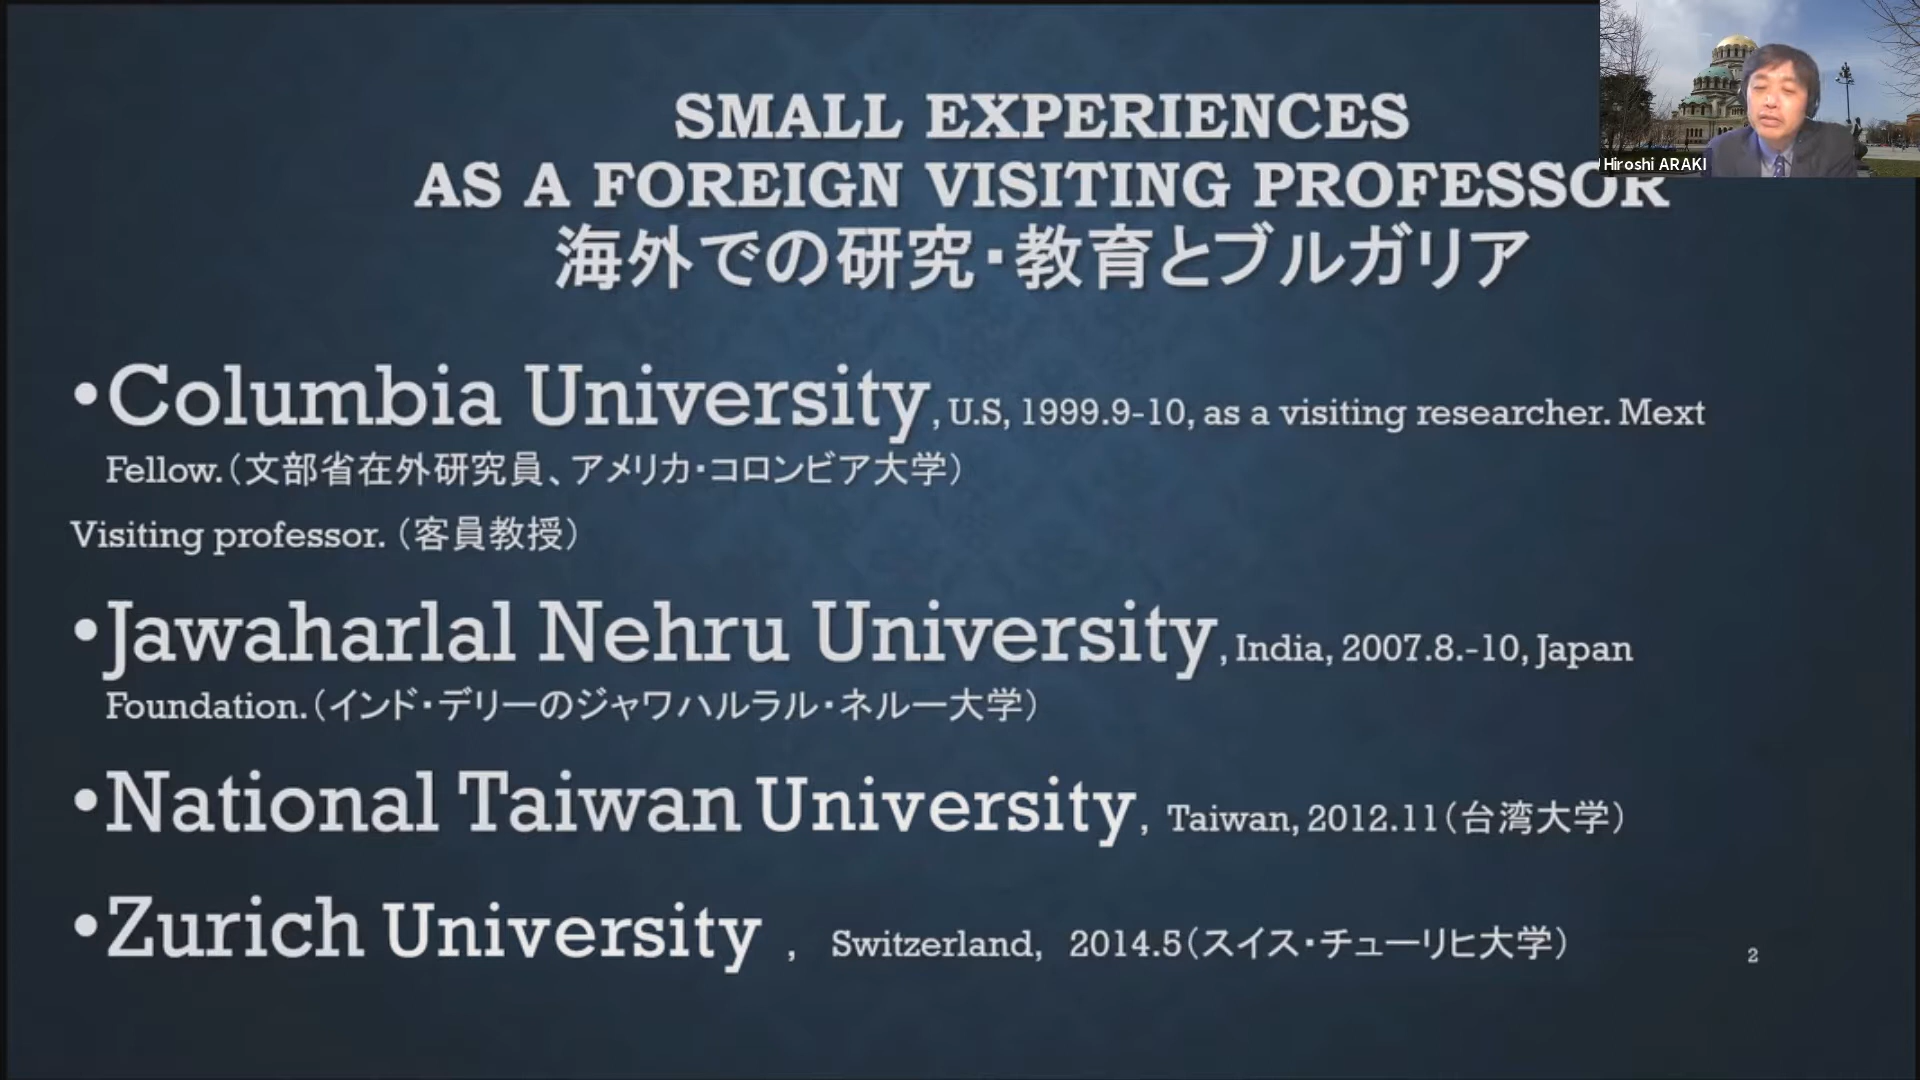 SMALL EXPERIENCES
AS A FOREIGN VISITING PROFESSOR
海外での研究・教育とブルガリア
Hiroshi ARAKI
•Columbia University, U.S, 1999.9-10, as a visiting researcher. Mext
Fellow.(文部省在外研究員、アメリカ・コロンビア大学)
Visiting professor. (客員教授)
•Jawaharlal Nehru University, India, 2007.8.-10, Japan
Foundation.(インド・デリーのジャワハルラル・ネルー大学)
•National Taiwan University, Taiwan, 2012.11(台湾大学)
•Zurich University , Switzerland, 2014.5(スイス・チューリヒ大学)
2